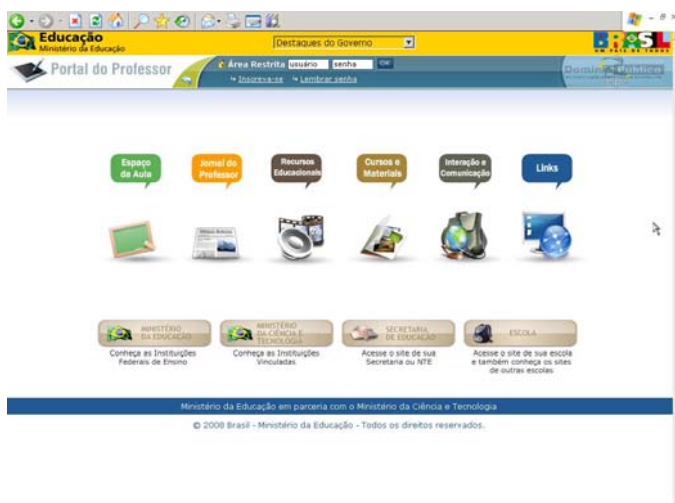 Educação
Ministério da Educação
Destaques do Governo
BRASIL
UM PAÍS DE TODOS
Portal do Professor
Área Restrita usuário senha OK
Inscreva-se Lembrar senha
Espaço da Aula
Jornal do Professor
Recursos Educacionais
Cursos e Materiais
Interação e Comunicação
Links
MINISTÉRIO DA EDUCAÇÃO
MINISTÉRIO DA CIÊNCIA E TECNOLOGIA
SECRETARIA DE EDUCAÇÃO
ESCOLA
Conheça as Instituições
Federais de Ensino
Conheça as Instituições
Vinculadas
Acesse o site de sua
Secretaria ou NTE
Acesse o site de sua escola
e também conheça os sites
de outras escolas
Ministério da Educação em parceria com o Ministério da Ciência e Tecnologia
© 2008 Brasil - Ministério da Educação - Todos os direitos reservados.